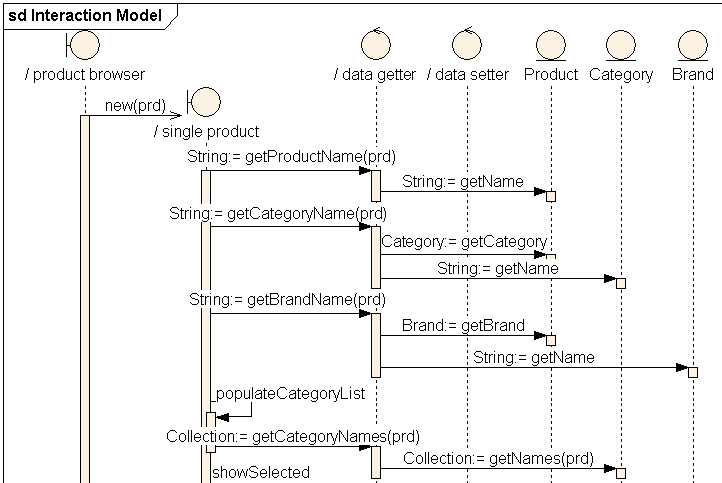 sd Interaction Model
/ product browser
/ data getter
/ data setter
Product
Category
Brand
new(prd)
/ single product
String:= getProductName(prd)
String:= getName
String:= getCategoryName(prd)
Category:= getCategory
String:= getName
String:= getBrandName(prd)
Brand:= getBrand
String:= getName
populateCategoryList
Collection:= getCategoryNames(prd)
Collection:= getNames(prd)
showSelected